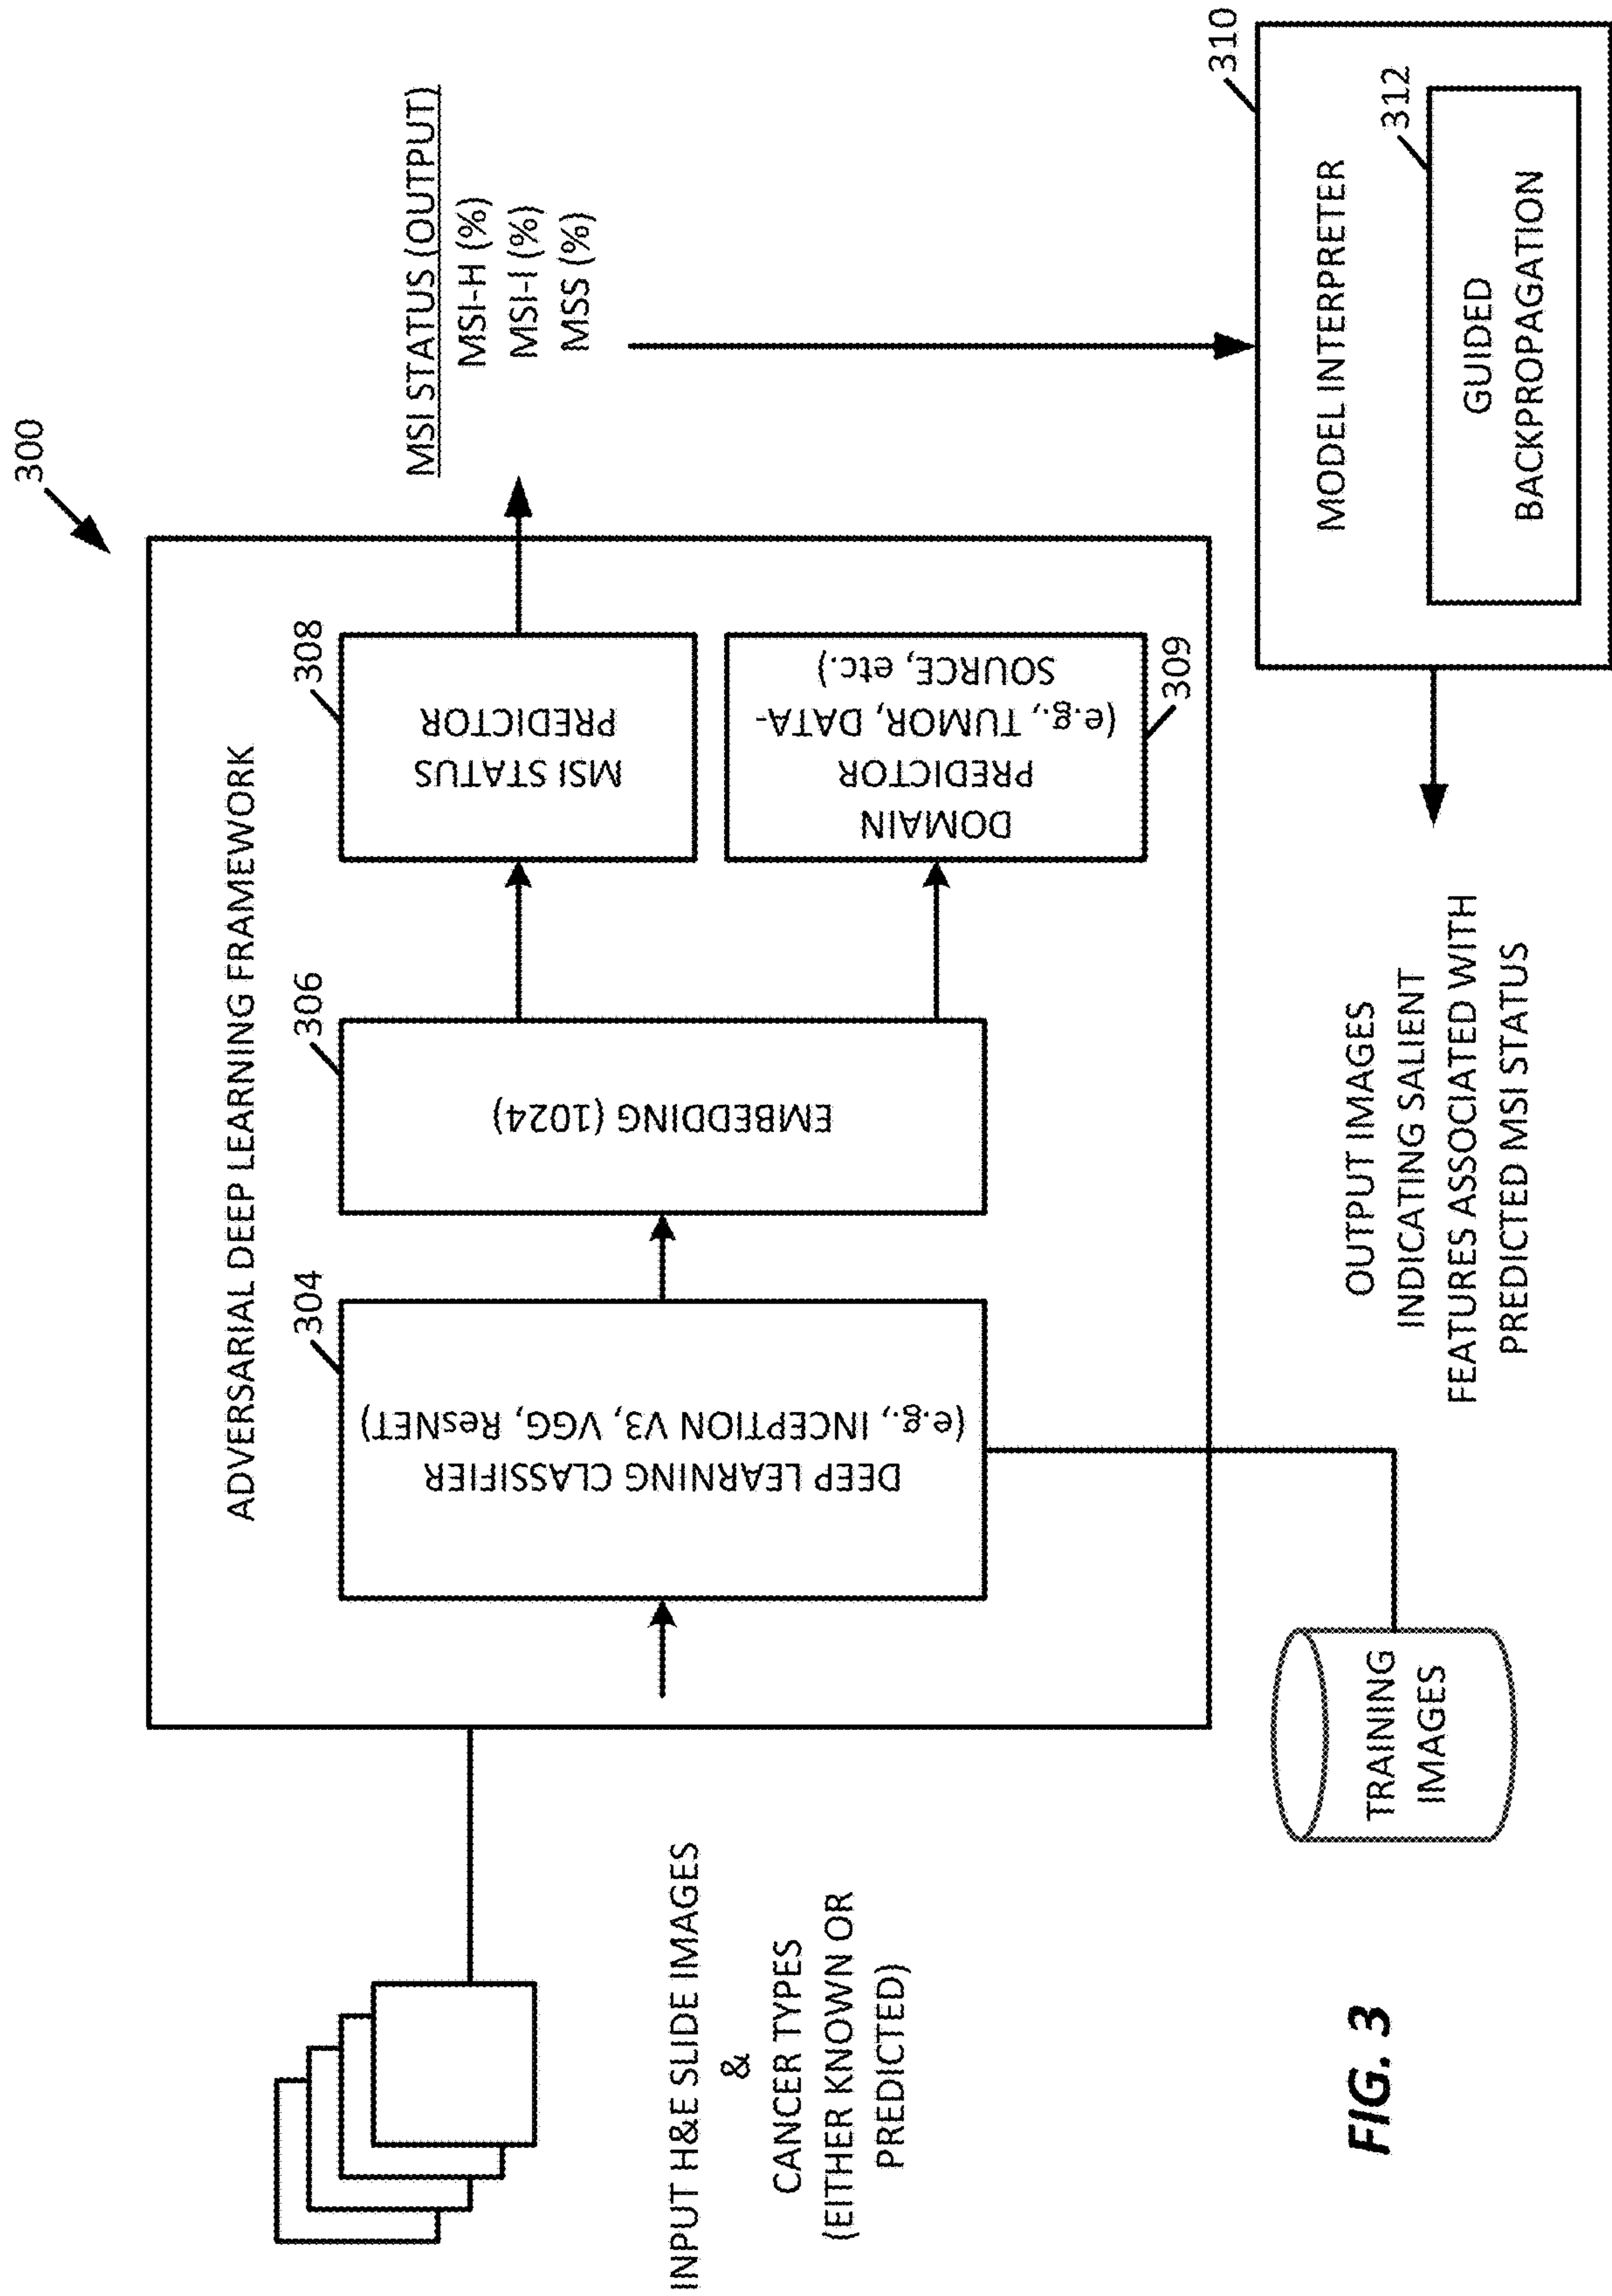 300
ADVERSARIAL DEEP LEARNING FRAMEWORK
INPUT H&E SLIDE IMAGES
&
CANCER TYPES
(EITHER KNOWN OR
PREDICTED)
304
DEEP LEARNING CLASSIFIER
(e.g., INCEPTION V3, VGG, ResNET)
306
EMBEDDING (1024)
308
MSI STATUS
PREDICTOR
DOMAIN
PREDICTOR
(e.g., TUMOR, DATA-
SOURCE, etc.)
309
MSI STATUS (OUTPUT)
MSI-H (%)
MSI-I (%)
MSS (%)
TRAINING
IMAGES
OUTPUT IMAGES
INDICATING SALIENT
FEATURES ASSOCIATED WITH
PREDICTED MSI STATUS
310
MODEL INTERPRETER
312
GUIDED
BACKPROPAGATION
FIG. 3